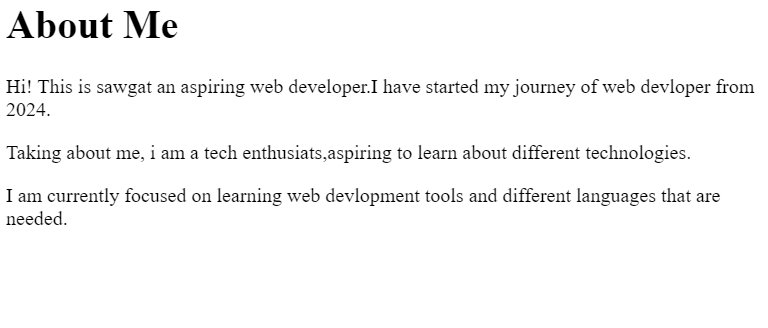 About Me
Hi! This is sawgat an aspiring web developer.I have started my journey of web devloper from
2024.
Taking about me, i am a tech enthusiats,aspiring to learn about different technologies.
I am currently focused on learning web devlopment tools and different languages that are
needed.